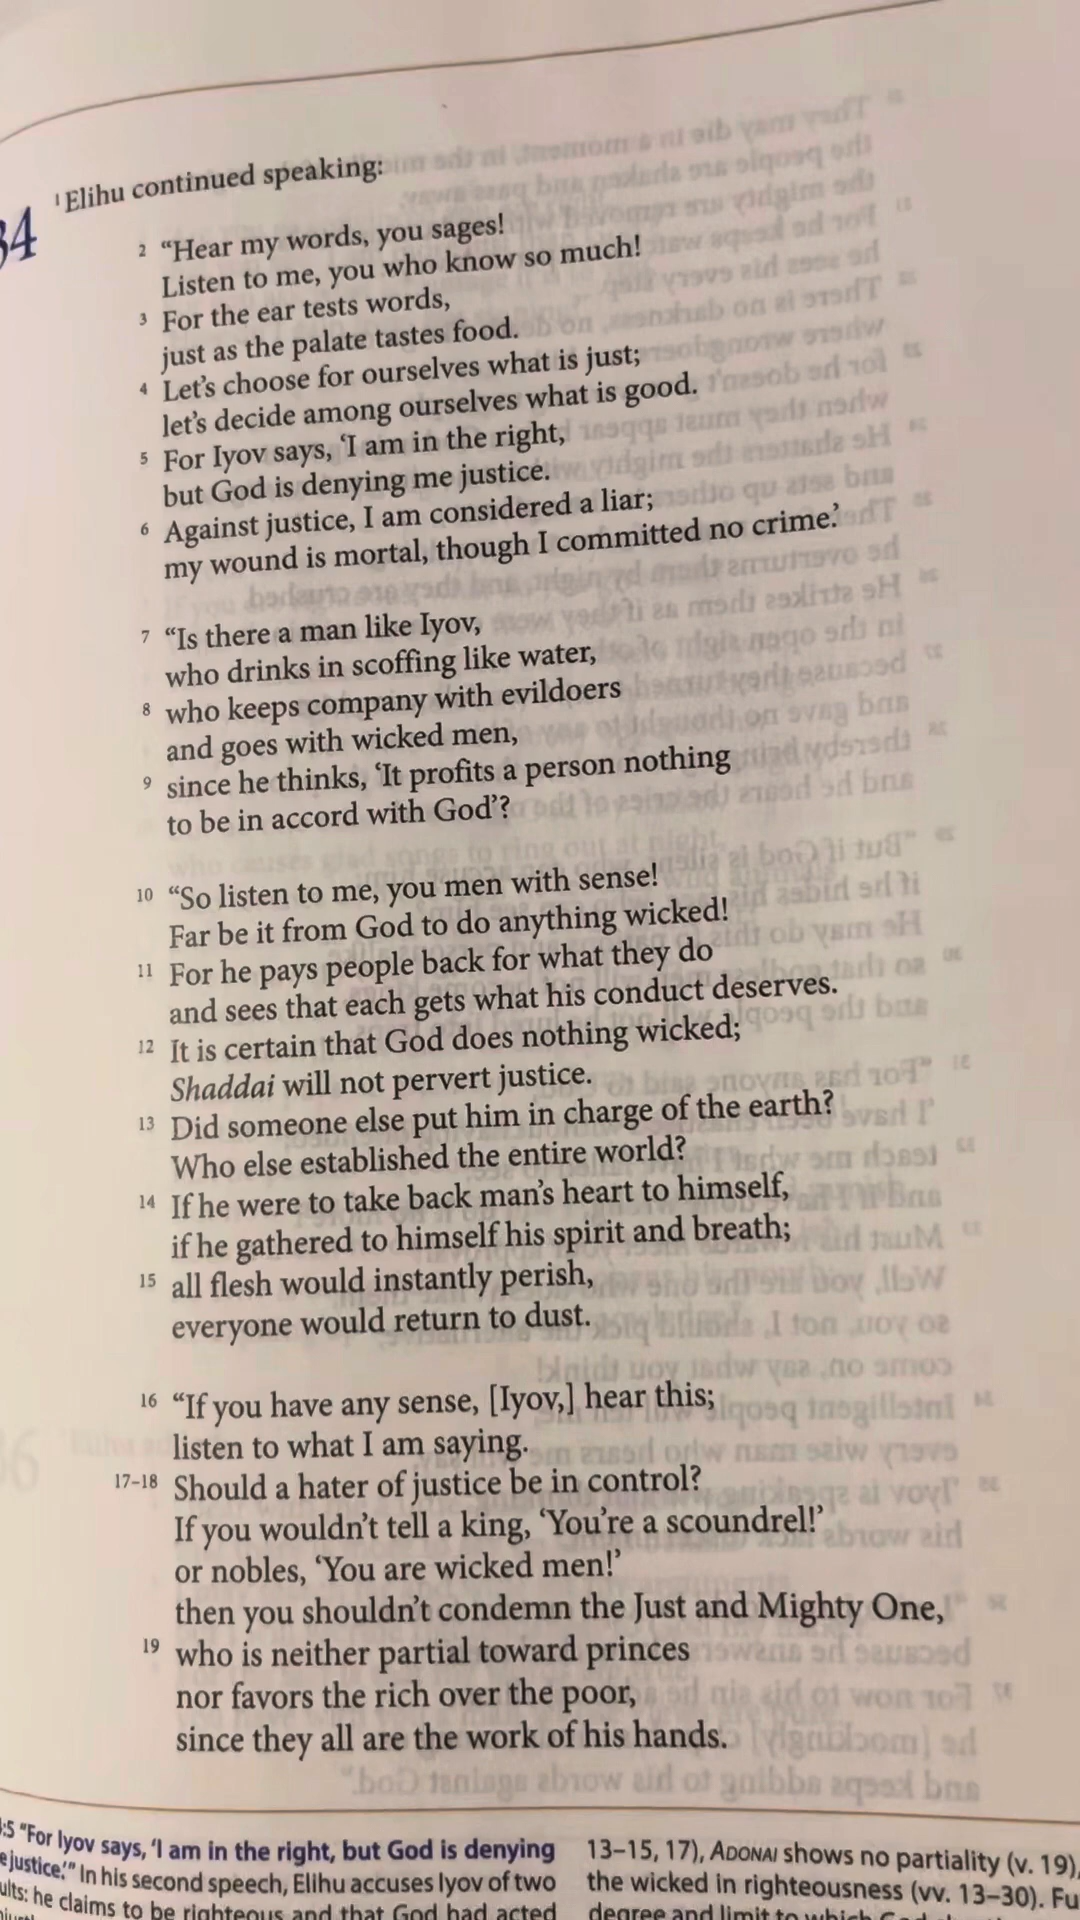 34
1 Elihu continued speaking:
2 “Hear my words, you sages!
Listen to me, you who know so much!
3 For the ear tests words,
just as the palate tastes food.
4 Let’s choose for ourselves what is just;
let’s decide among ourselves what is good.
5 For Iyov says, ‘I am in the right,
but God is denying me justice.
6 Against justice, I am considered a liar;
my wound is mortal, though I committed no crime.’
7 “Is there a man like Iyov,
who drinks in scoffing like water,
8 who keeps company with evildoers
and goes with wicked men,
9 since he thinks, ‘It profits a person nothing
to be in accord with God’?
10 “So listen to me, you men with sense!
Far be it from God to do anything wicked!
11 For he pays people back for what they do
and sees that each gets what his conduct deserves.
12 It is certain that God does nothing wicked;
Shaddai will not pervert justice.
13 Did someone else put him in charge of the earth?
Who else established the entire world?
14 If he were to take back man’s heart to himself,
if he gathered to himself his spirit and breath;
15 all flesh would instantly perish,
everyone would return to dust.
16 “If you have any sense, [Iyov,] hear this;
listen to what I am saying.
17–18 Should a hater of justice be in control?
If you wouldn’t tell a king, ‘You’re a scoundrel!’
or nobles, ‘You are wicked men!’
then you shouldn’t condemn the Just and Mighty One,
19 who is neither partial toward princes
nor favors the rich over the poor,
since they all are the work of his hands.
:5 “For Iyov says, ‘I am in the right, but God is denying
justice.’” In his second speech, Elihu accuses Iyov of two
ults: he claims to be righteous and that God had acted
13–15, 17), ADONAI shows no partiality (v. 19),
the wicked in righteousness (vv. 13–30). Fu
degree and limit to which